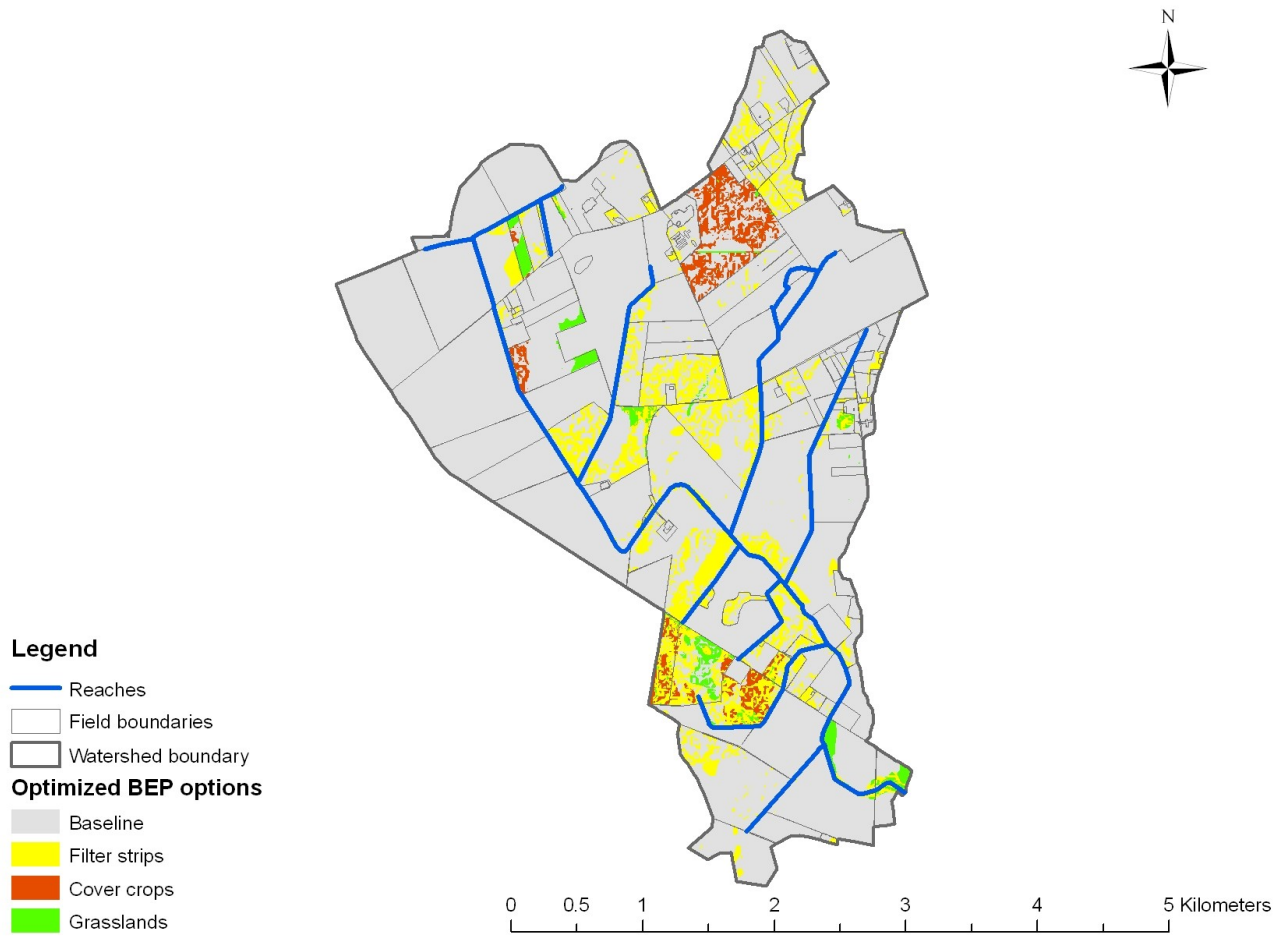 N
Legend
Reaches
Field boundaries
Watershed boundary
Optimized BEP options
Baseline
Filter strips
Cover crops
Grasslands
0 0.5 1 2 3 4 5 Kilometers